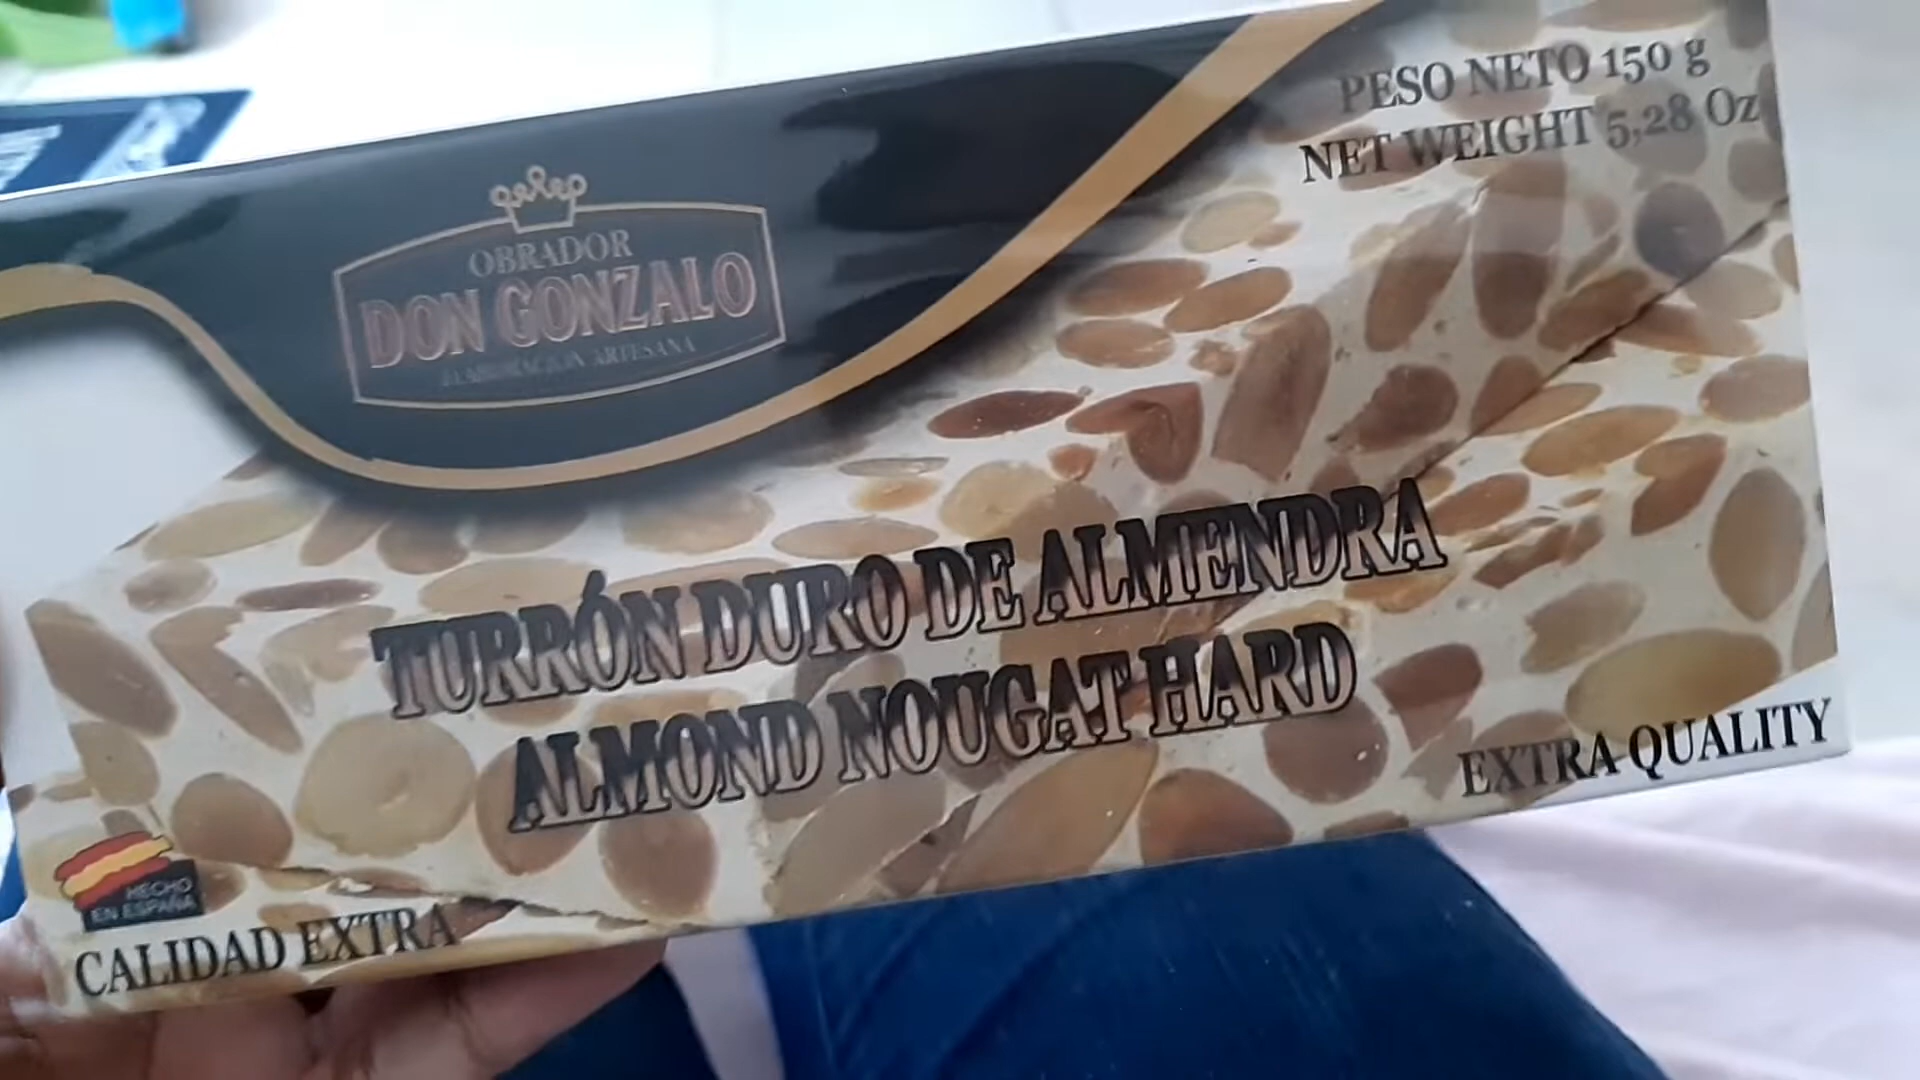 PESO NETO 150 g
NET WEIGHT 5,28 Oz
OBRADOR
DON GONZALO
ELABORACIÓN ARTESANA
TURRÓN DURO DE ALMENDRA
ALMOND NOUGAT HARD
EXTRA QUALITY
HECHO
EN ESPAÑA
CALIDAD EXTRA